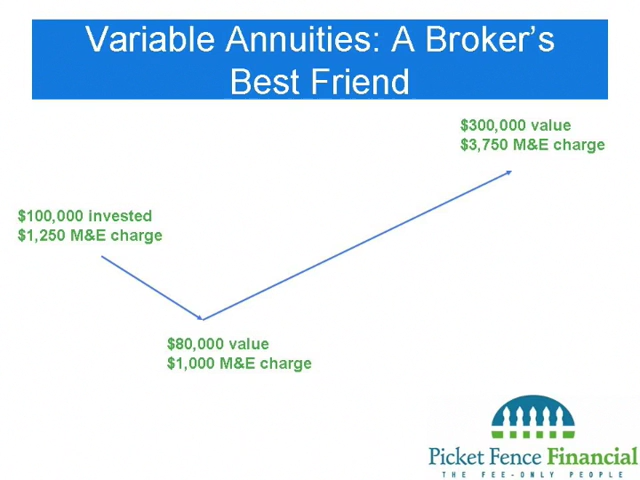 Variable Annuities: A Broker's
Best Friend
$300,000 value
$3,750 M&E charge
$100,000 invested
$1,250 M&E charge
$80,000 value
$1,000 M&E charge
Picket Fence Financial
THE FEE-ONLY PEOPLE